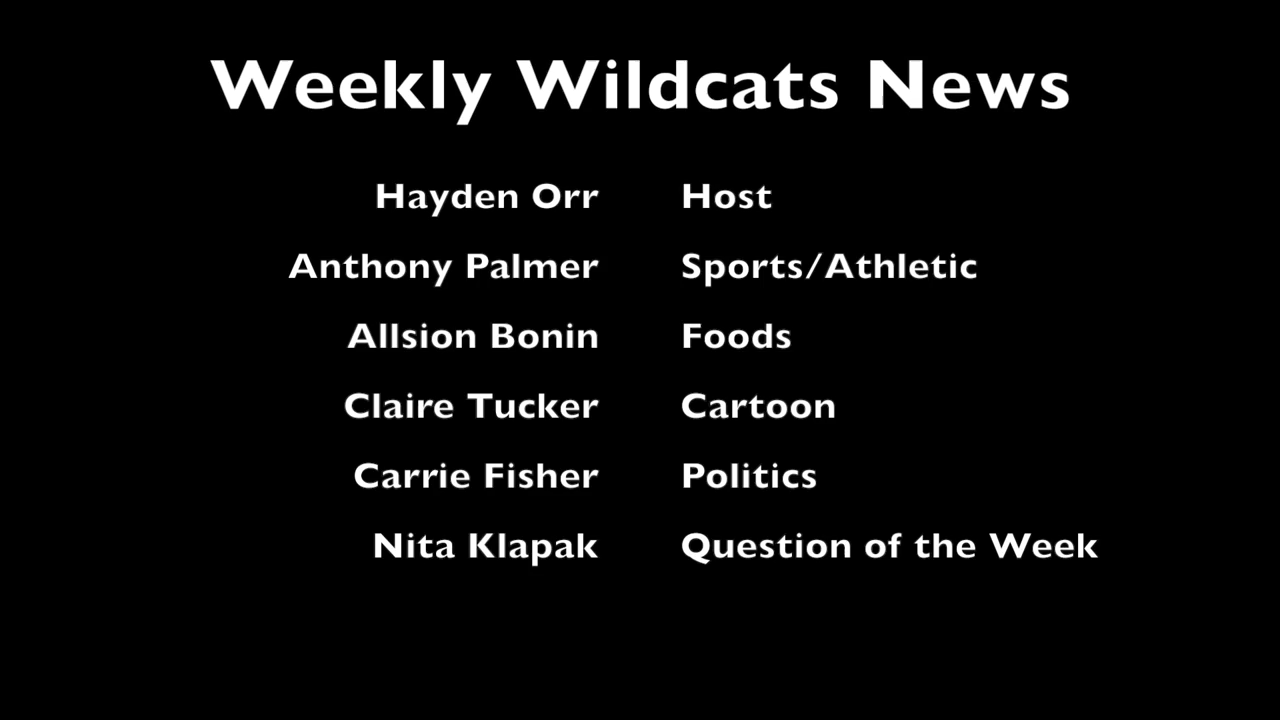 Weekly Wildcats News
Hayden Orr Host
Anthony Palmer Sports/Athletic
Allsion Bonin Foods
Claire Tucker Cartoon
Carrie Fisher Politics
Nita Klapak Question of the Week